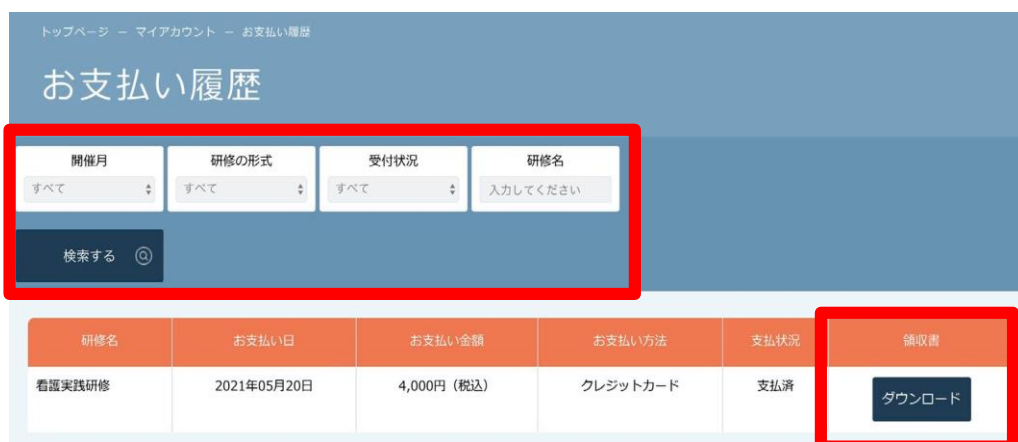 トップページ － マイアカウント － お支払い履歴
お支払い履歴
開催月 研修の形式 受付状況 研修名
すべて すべて すべて 入力してください
検索する
研修名 お支払い日 お支払い金額 お支払い方法 支払状況 領収書
看護実践研修 2021年05月20日 4,000円（税込） クレジットカード 支払済 ダウンロード